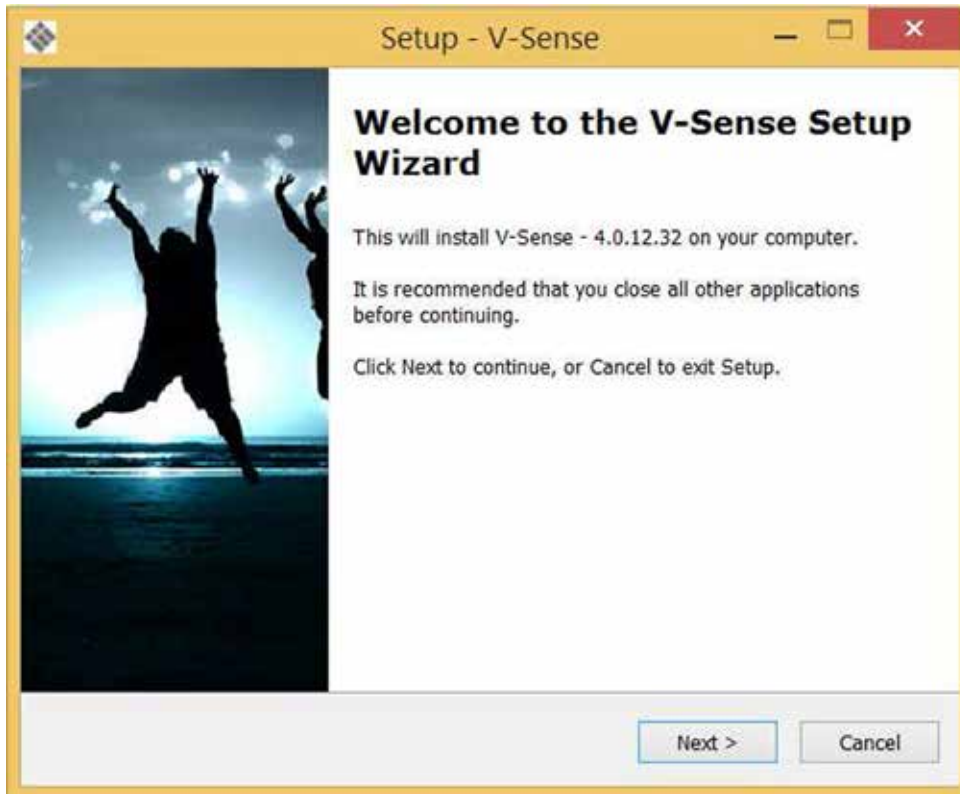 Setup - V-Sense
Welcome to the V-Sense Setup
Wizard
This will install V-Sense - 4.0.12.32 on your computer.
It is recommended that you close all other applications
before continuing.
Click Next to continue, or Cancel to exit Setup.
Next >
Cancel